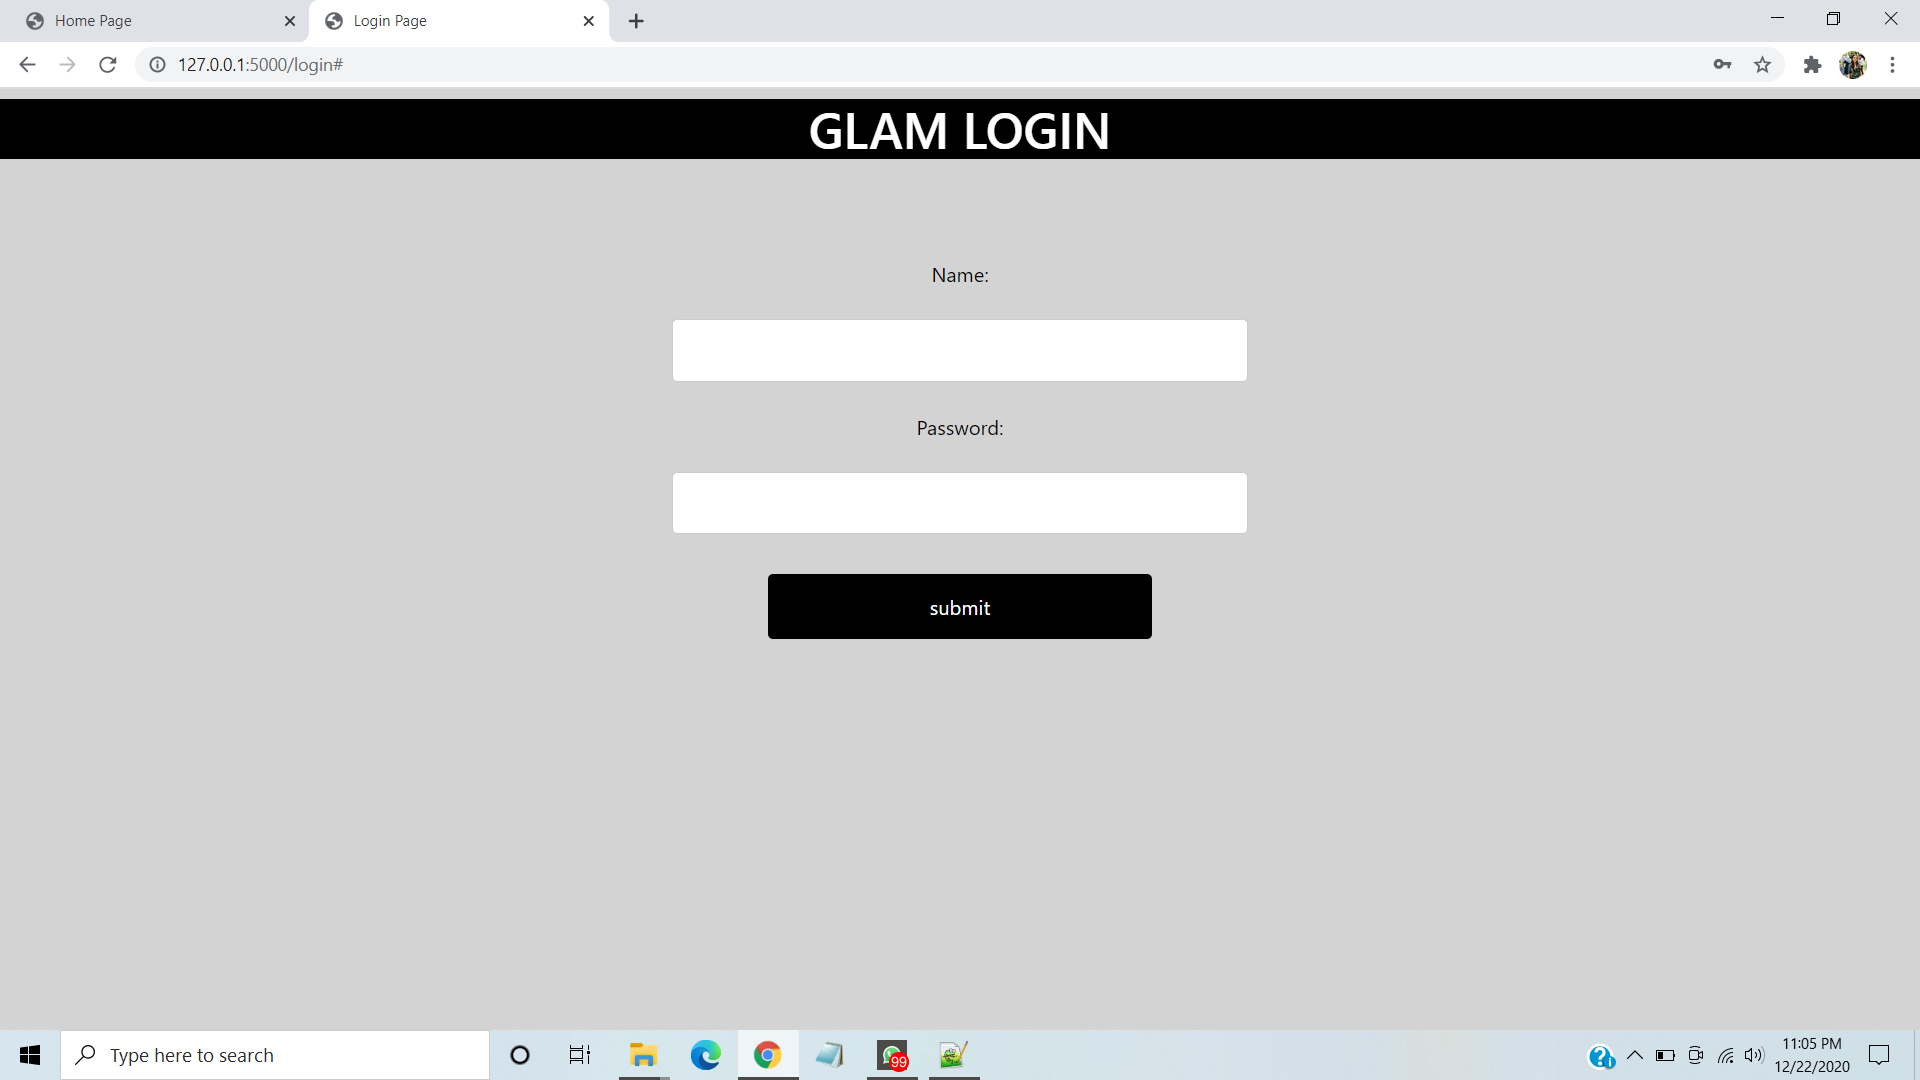 Home Page
Login Page
127.0.0.1:5000/login#
GLAM LOGIN
Name:
Password:
submit
Type here to search
99
11:05 PM
12/22/2020